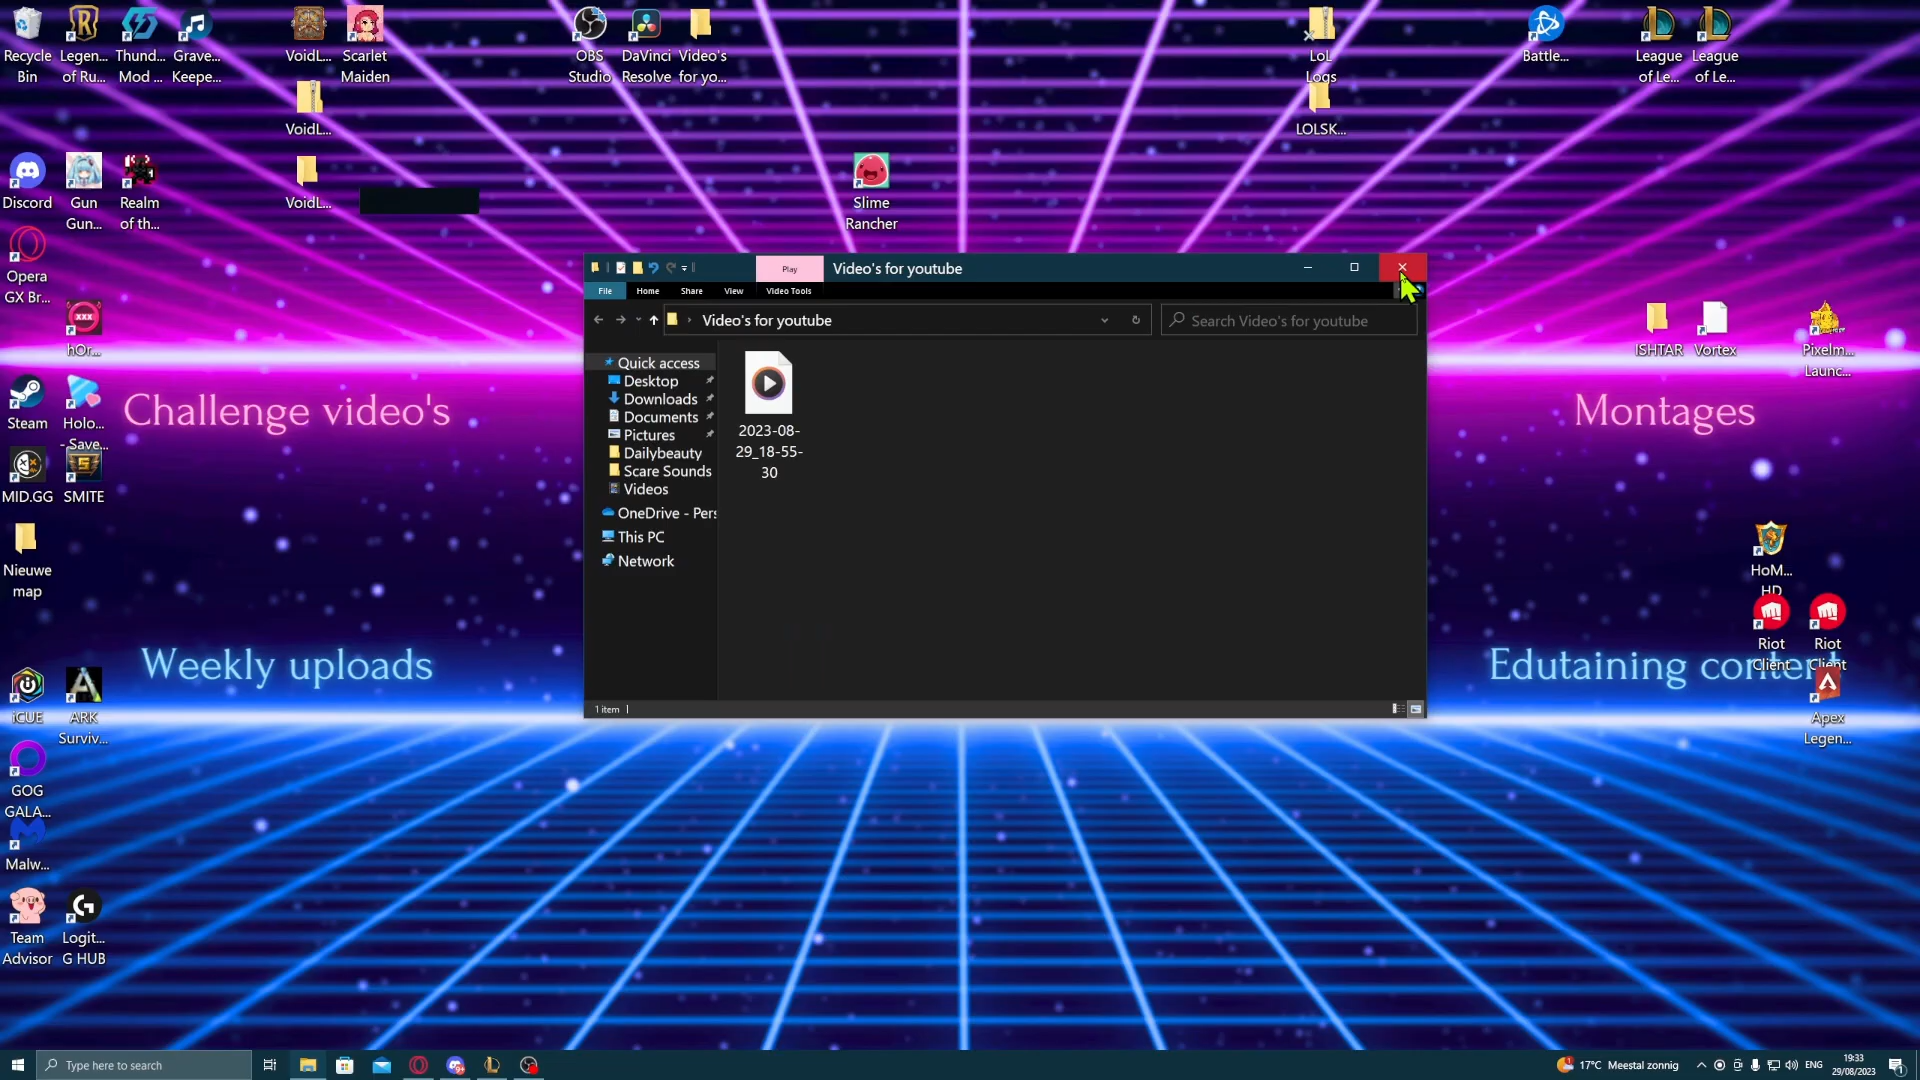 Recycle
Bin
Legen...
of Ru...
Thund...
Mod ...
Grave...
Keepe...
VoidL...
Scarlet
Maiden
OBS
Studio
DaVinci
Resolve
Video's
for yo...
LoL
Logs
Battle...
League
of Le...
League
of Le...
VoidL...
LOLSK...
Discord
Gun
Gun...
Realm
of th...
VoidL...
Slime
Rancher
Opera
GX Br...
Play
Video's for youtube
File
Home
Share
View
Video Tools
Video's for youtube
Search Video's for youtube
XXX
hOr...
ISHTAR
Vortex
Pixelm...
Launc...
Quick access
Desktop
Downloads
Documents
Pictures
Dailybeauty
Scare Sounds
Videos
OneDrive - Pers
This PC
Network
2023-08-
29_18-55-
30
Challenge video's
Montages
Steam
Holo...
- Save...
MID.GG
SMITE
Nieuwe
map
HoM...
HD
Riot
Client
Riot
Client
Weekly uploads
Edutaining content
iCUE
ARK
Surviv...
Apex
Legen...
1 item
GOG
GALA...
Malw...
Team
Advisor
Logit...
G HUB
Type here to search
17°C Meestal zonnig
ENG
19:33
29/08/2023